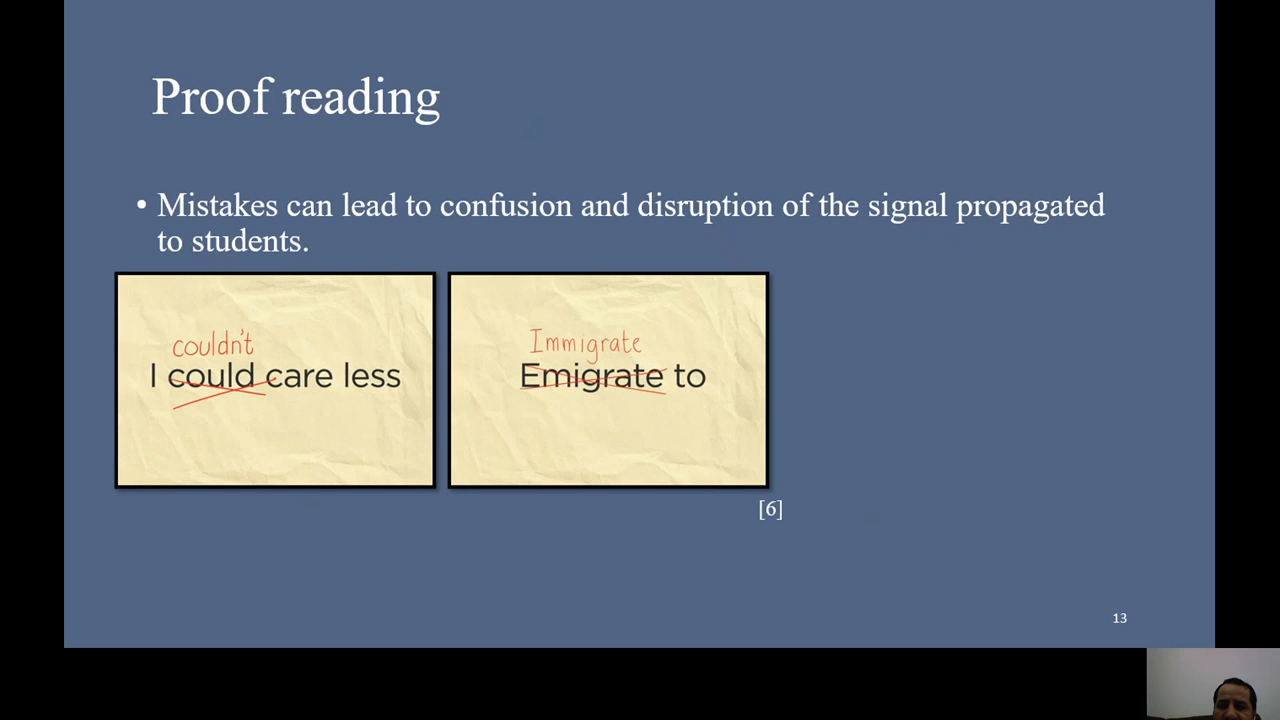 Proof reading
• Mistakes can lead to confusion and disruption of the signal propagated
to students.
couldn't
I could care less
Immigrate
Emigrate to
[6]
13